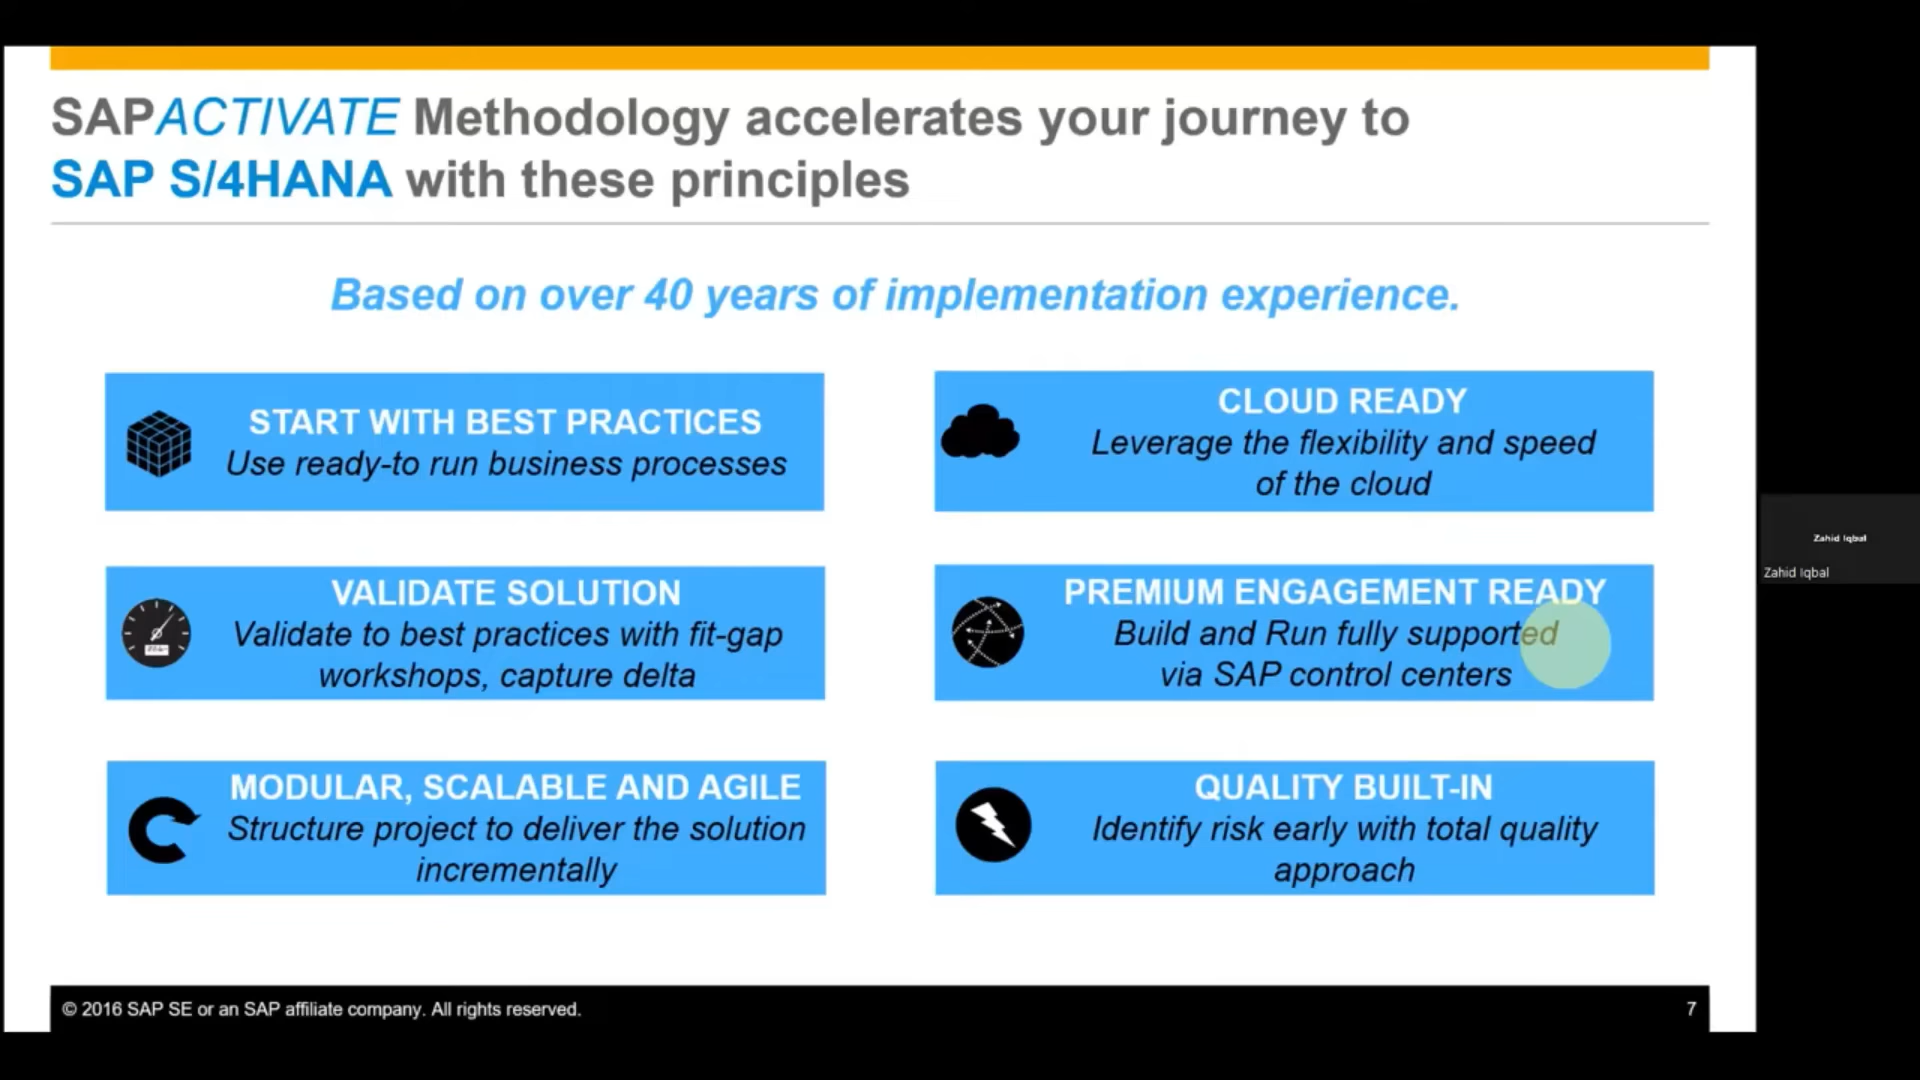 SAPACTIVATE Methodology accelerates your journey to
SAP S/4HANA with these principles
Based on over 40 years of implementation experience.
START WITH BEST PRACTICES
Use ready-to run business processes
CLOUD READY
Leverage the flexibility and speed
of the cloud
VALIDATE SOLUTION
Validate to best practices with fit-gap
workshops, capture delta
PREMIUM ENGAGEMENT READY
Build and Run fully supported
via SAP control centers
MODULAR, SCALABLE AND AGILE
Structure project to deliver the solution
incrementally
QUALITY BUILT-IN
Identify risk early with total quality
approach
© 2016 SAP SE or an SAP affiliate company. All rights reserved.
7
Zahid Iqbal
Zahid Iqbal